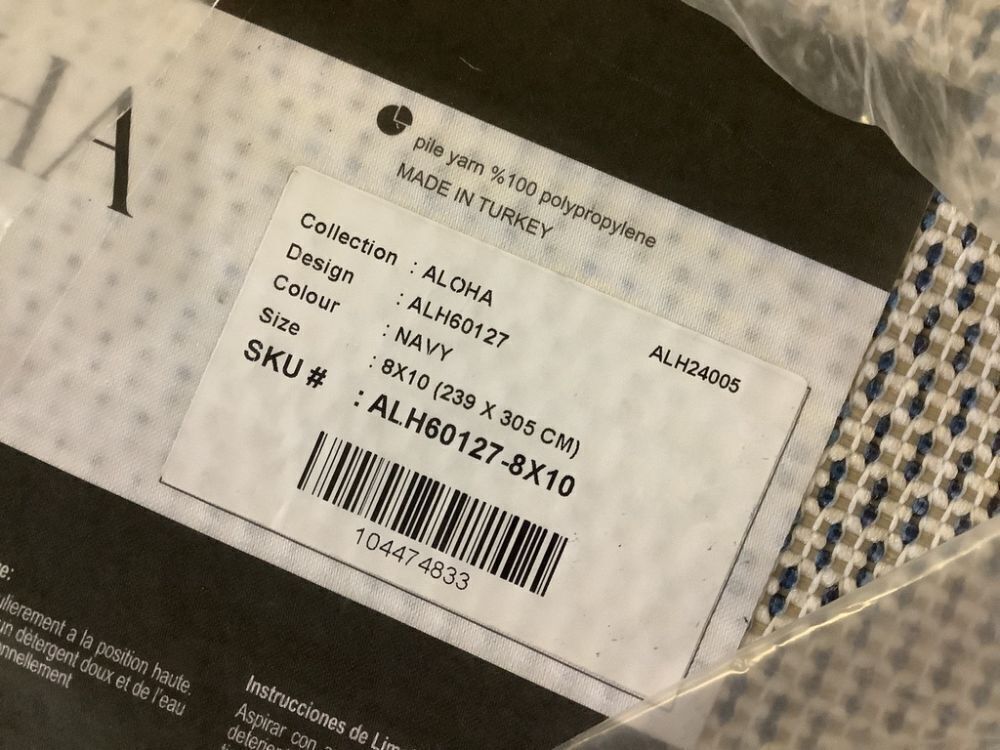 HA
pile yarn %100 polypropylene
MADE IN TURKEY
Collection : ALOHA
Design : ALH60127
Colour : NAVY
Size : 8X10 (239 X 305 CM)
SKU # : ALH60127-8X10
ALH24005
104474833
e:
ulierement a la position haute.
un detergent doux et de l'eau
onnellement
Instrucciones de Lim
Aspirar con